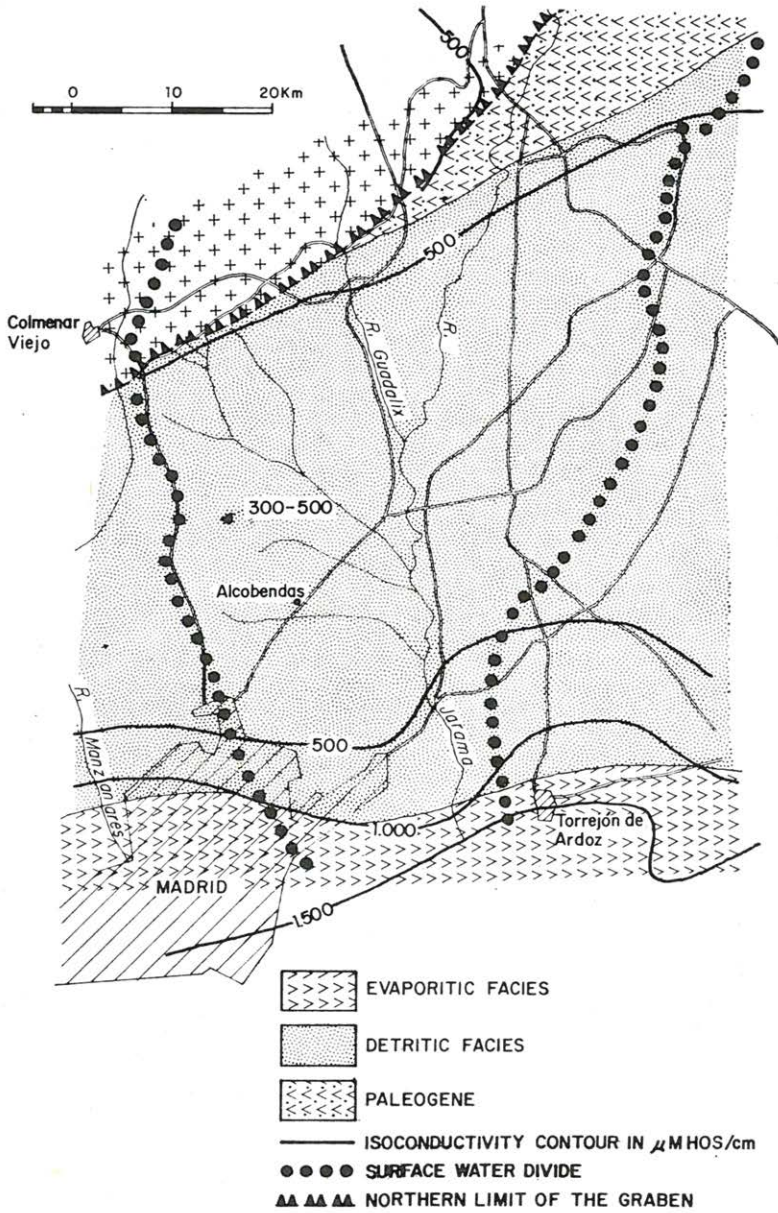 500
0 10 20 Km
500
Colmenar
Viejo
R. Guadalix
R.
300-500
Alcobendas
R. Manzanares
500
Jarama
1.000
Torrejón de
Ardoz
MADRID
1.500
EVAPORITIC FACIES
DETRITIC FACIES
PALEOGENE
ISOCONDUCTIVITY CONTOUR IN μMHOS/cm
SURFACE WATER DIVIDE
NORTHERN LIMIT OF THE GRABEN